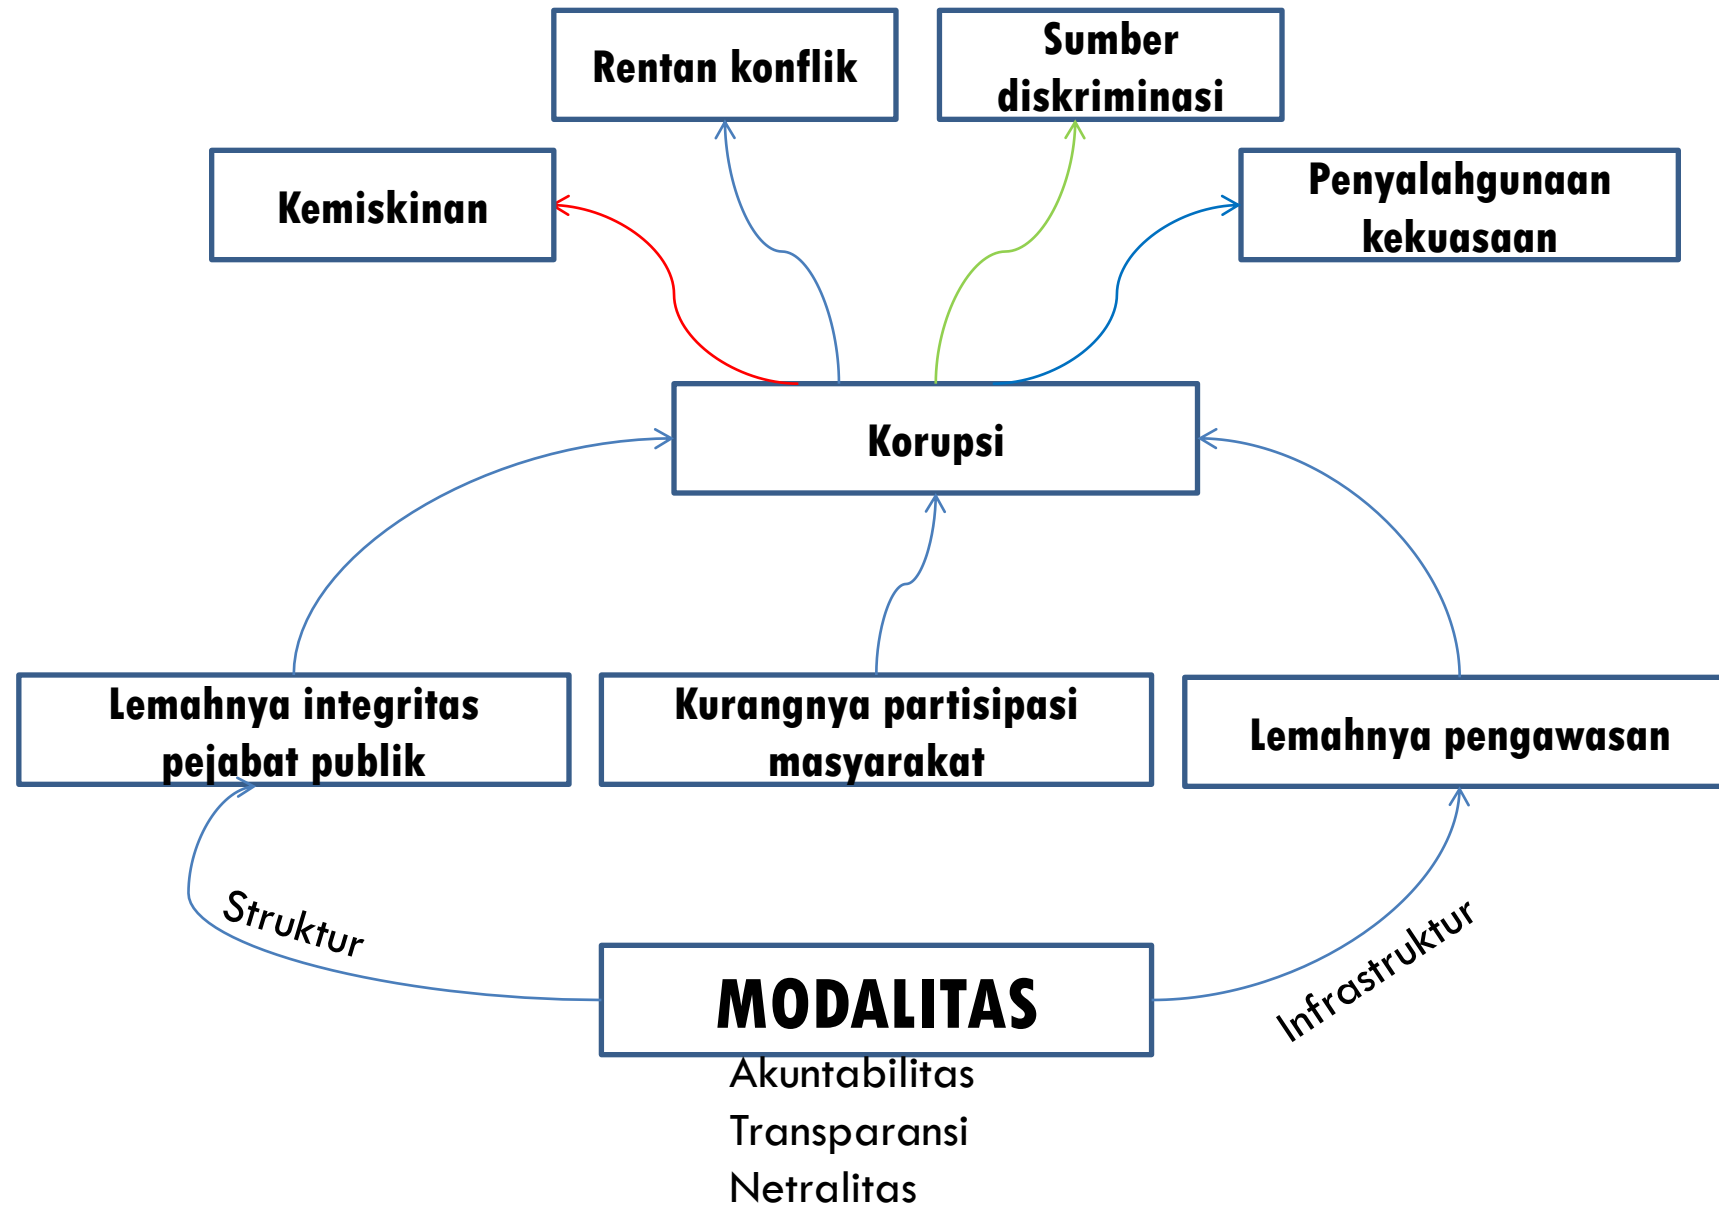 Rentan konflik
Sumber
diskriminasi
Kemiskinan
Penyalahgunaan
kekuasaan
Korupsi
Lemahnya integritas
pejabat publik
Kurangnya partisipasi
masyarakat
Lemahnya pengawasan
Struktur
Infrastruktur
MODALITAS
Akuntabilitas
Transparansi
Netralitas